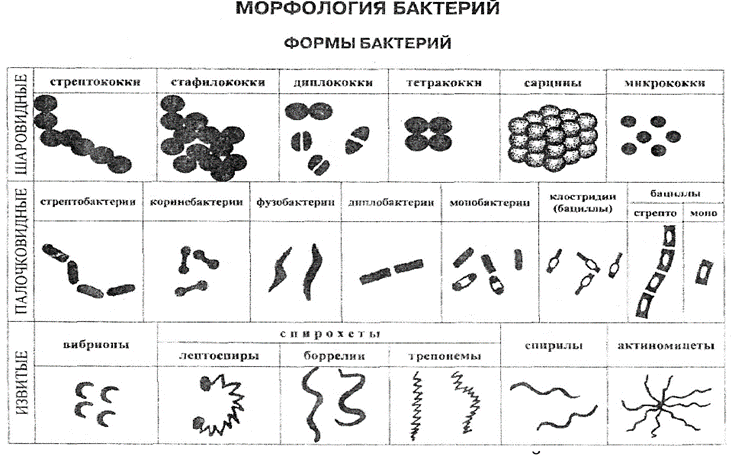 МОРФОЛОГИЯ БАКТЕРИЙ
ФОРМЫ БАКТЕРИЙ
ШАРОВИДНЫЕ
стрептококки
стафилококки
диплококки
тетракокки
сарцины
микрококки
ПАЛОЧКОВИДНЫЕ
стрептобактерии
коринебактерии
фузобактерии
диплобактерии
монобактерии
клостридии
(бациллы)
бациллы
стрепто
моно
ИЗВИТЫЕ
вибрионы
спирохеты
лептоспиры
боррелии
трепонемы
спирилы
актиномицеты